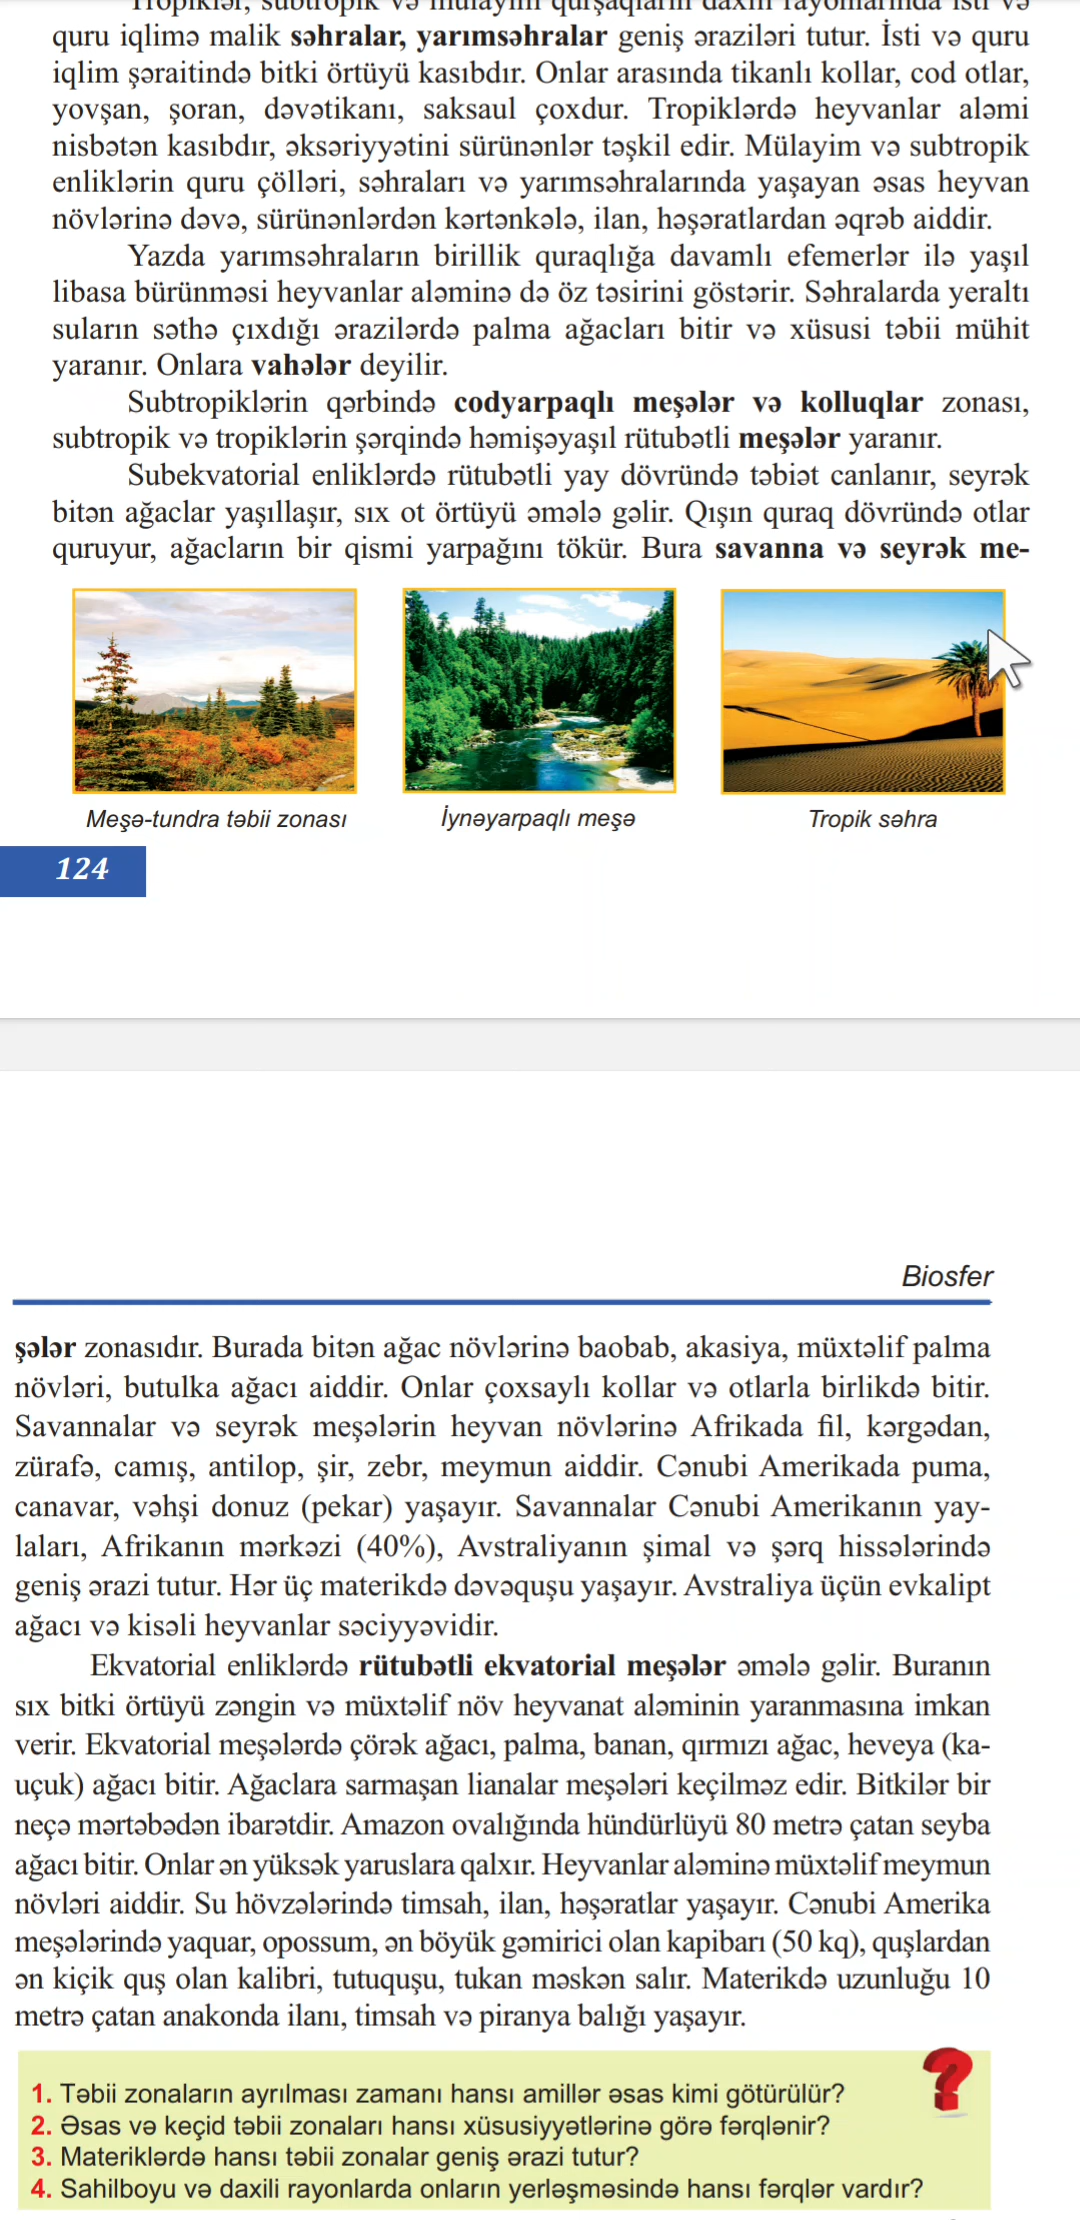 Tropiklər, subtropik və mülayim qurşaqların daxili rayonlarında isti və
quru iqlimə malik səhralar, yarımsəhralar geniş əraziləri tutur. İsti və quru
iqlim şəraitində bitki örtüyü kasıbdır. Onlar arasında tikanlı kollar, cod otlar,
yovşan, şoran, dəvətikanı, saksaul çoxdur. Tropiklərdə heyvanlar aləmi
nisbətən kasıbdır, əksəriyyətini sürünənlər təşkil edir. Mülayim və subtropik
enliklərin quru çölləri, səhraları və yarımsəhralarında yaşayan əsas heyvan
növlərinə dəvə, sürünənlərdən kərtənkələ, ilan, həşəratlardan əqrəb aiddir.
Yazda yarımsəhraların birillik quraqlığa davamlı efemerlər ilə yaşıl
libasa bürünməsi heyvanlar aləminə də öz təsirini göstərir. Səhralarda yeraltı
suların səthə çıxdığı ərazilərdə palma ağacları bitir və xüsusi təbii mühit
yaranır. Onlara vahələr deyilir.
Subtropiklərin qərbində codyarpaqlı meşələr və kolluqlar zonası,
subtropik və tropiklərin şərqində həmişəyaşıl rütubətli meşələr yaranır.
Subekvatorial enliklərdə rütubətli yay dövründə təbiət canlanır, seyrək
bitən ağaclar yaşıllaşır, sıx ot örtüyü əmələ gəlir. Qışın quraq dövründə otlar
quruyur, ağacların bir qismi yarpağını tökür. Bura savanna və seyrək me-
Meşə-tundra təbii zonası
İynəyarpaqlı meşə
Tropik səhra
124
Biosfer
şələr zonasıdır. Burada bitən ağac növlərinə baobab, akasiya, müxtəlif palma
növləri, butulka ağacı aiddir. Onlar çoxsaylı kollar və otlarla birlikdə bitir.
Savannalar və seyrək meşələrin heyvan növlərinə Afrikada fil, kərgədan,
zürafə, camış, antilop, şir, zebr, meymun aiddir. Cənubi Amerikada puma,
canavar, vəhşi donuz (pekar) yaşayır. Savannalar Cənubi Amerikanın yay-
laları, Afrikanın mərkəzi (40%), Avstraliyanın şimal və şərq hissələrində
geniş ərazi tutur. Hər üç materikdə dəvəquşu yaşayır. Avstraliya üçün evkalipt
ağacı və kisəli heyvanlar səciyyəvidir.
Ekvatorial enliklərdə rütubətli ekvatorial meşələr əmələ gəlir. Buranın
sıx bitki örtüyü zəngin və müxtəlif növ heyvanat aləminin yaranmasına imkan
verir. Ekvatorial meşələrdə çörək ağacı, palma, banan, qırmızı ağac, heveya (ka-
uçuk) ağacı bitir. Ağaclara sarmaşan lianalar meşələri keçilməz edir. Bitkilər bir
neçə mərtəbədən ibarətdir. Amazon ovalığında hündürlüyü 80 metrə çatan seyba
ağacı bitir. Onlar ən yüksək yaruslara qalxır. Heyvanlar aləminə müxtəlif meymun
növləri aiddir. Su hövzələrində timsah, ilan, həşəratlar yaşayır. Cənubi Amerika
meşələrində yaquar, opossum, ən böyük gəmirici olan kapibarı (50 kq), quşlardan
ən kiçik quş olan kalibri, tutuquşu, tukan məskən salır. Materikdə uzunluğu 10
metrə çatan anakonda ilanı, timsah və piranya balığı yaşayır.
1. Təbii zonaların ayrılması zamanı hansı amillər əsas kimi götürülür?
2. Əsas və keçid təbii zonaları hansı xüsusiyyətlərinə görə fərqlənir?
3. Materiklərdə hansı təbii zonalar geniş ərazi tutur?
4. Sahilboyu və daxili rayonlarda onların yerləşməsində hansı fərqlər vardır?